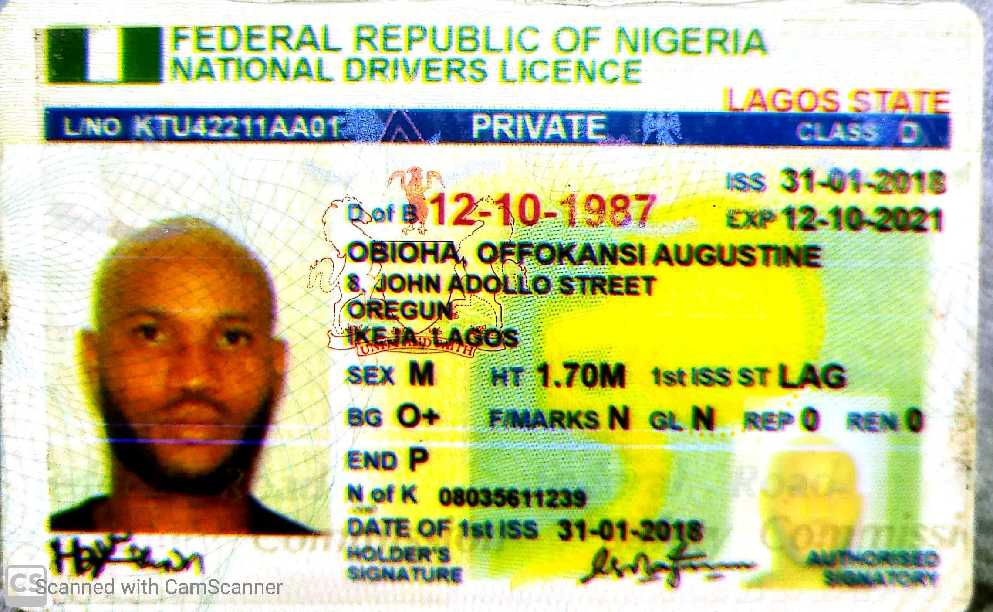 FEDERAL REPUBLIC OF NIGERIA
NATIONAL DRIVERS LICENCE
LAGOS STATE
L/NO KTU42211AA01 PRIVATE CLASS D
ISS 31-01-2018
D of B 12-10-1987 EXP 12-10-2021
OBIOHA, OFFOKANSI AUGUSTINE
8, JOHN ADOLLO STREET
OREGUN
IKEJA, LAGOS
SEX M HT 1.70M 1st ISS ST LAG
BG O+ F/MARKS N GL N REP 0 REN 0
END P
N of K 08035611239
DATE OF 1st ISS 31-01-2018
HOLDER'S
SIGNATURE
AUTHORISED
SIGNATORY
CS Scanned with CamScanner